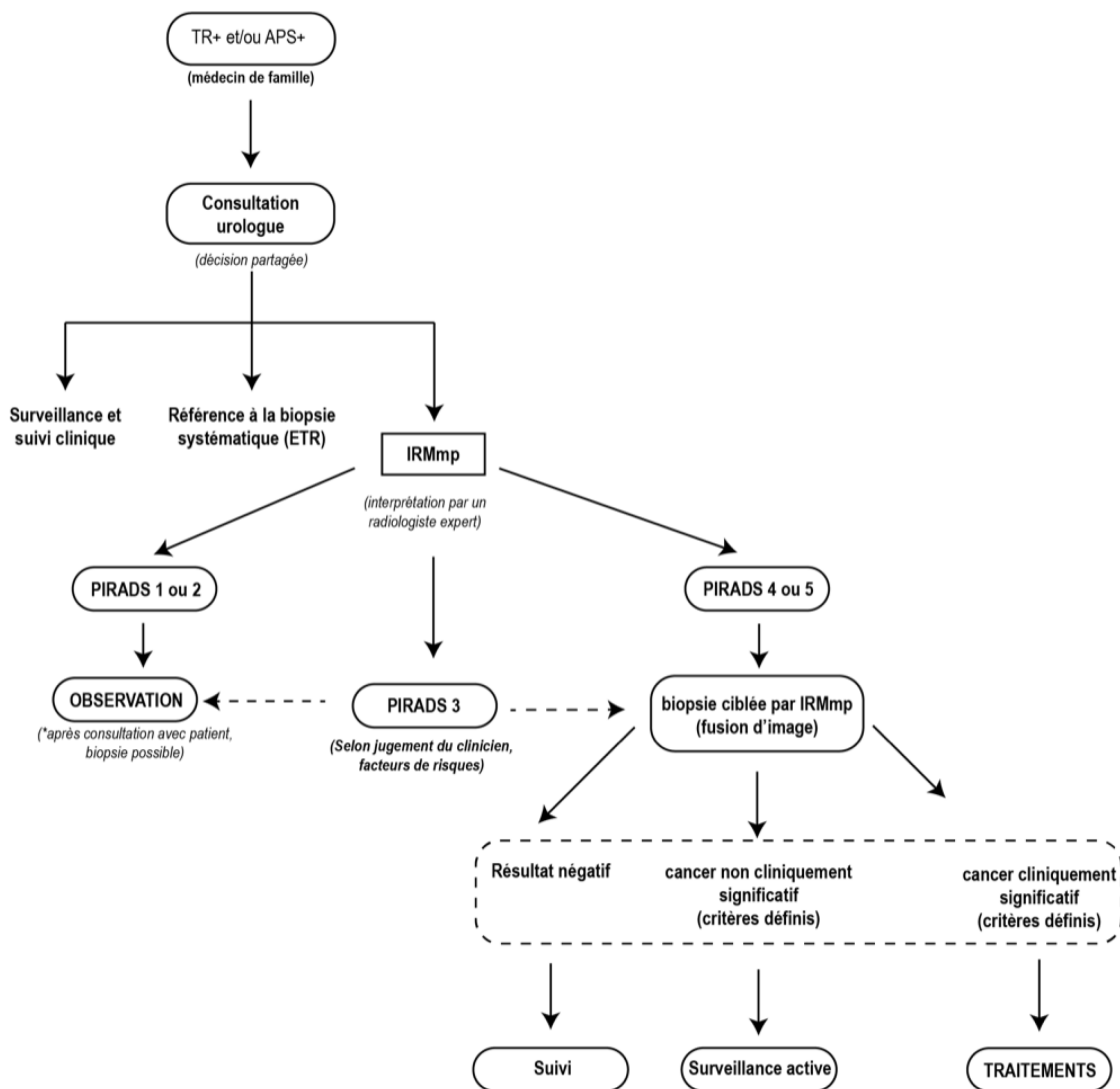 TR+ et/ou APS+
(médecin de famille)
Consultation
urologue
(décision partagée)
Surveillance et
suivi clinique
Référence à la biopsie
systématique (ETR)
IRMmp
(interprétation par un
radiologiste expert)
PIRADS 1 ou 2
PIRADS 4 ou 5
OBSERVATION
(*après consultation avec patient,
biopsie possible)
PIRADS 3
(Selon jugement du clinicien,
facteurs de risques)
biopsie ciblée par IRMmp
(fusion d'image)
Résultat négatif
cancer non cliniquement
significatif
(critères définis)
cancer cliniquement
significatif
(critères définis)
Suivi
Surveillance active
TRAITEMENTS